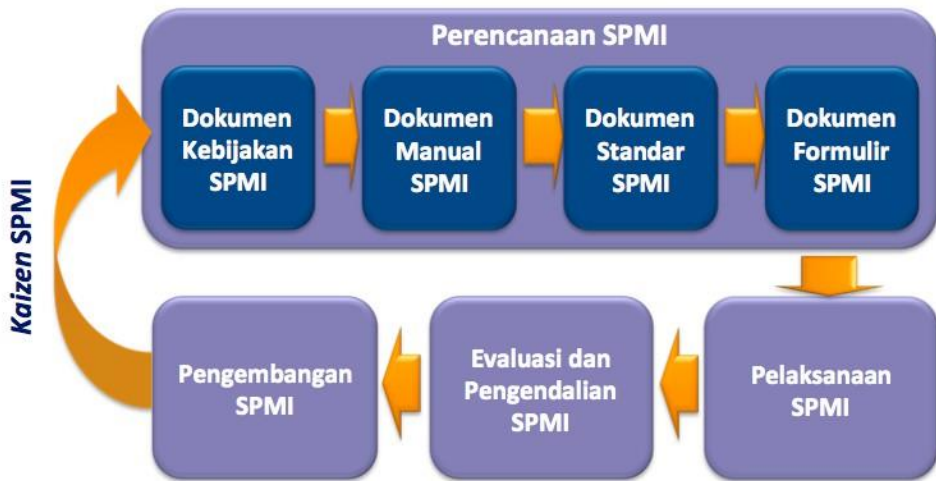 Perencanaan SPMI
Dokumen
Kebijakan
SPMI
Dokumen
Manual
SPMI
Dokumen
Standar
SPMI
Dokumen
Formulir
SPMI
Kaizen SPMI
Pengembangan
SPMI
Evaluasi dan
Pengendalian
SPMI
Pelaksanaan
SPMI